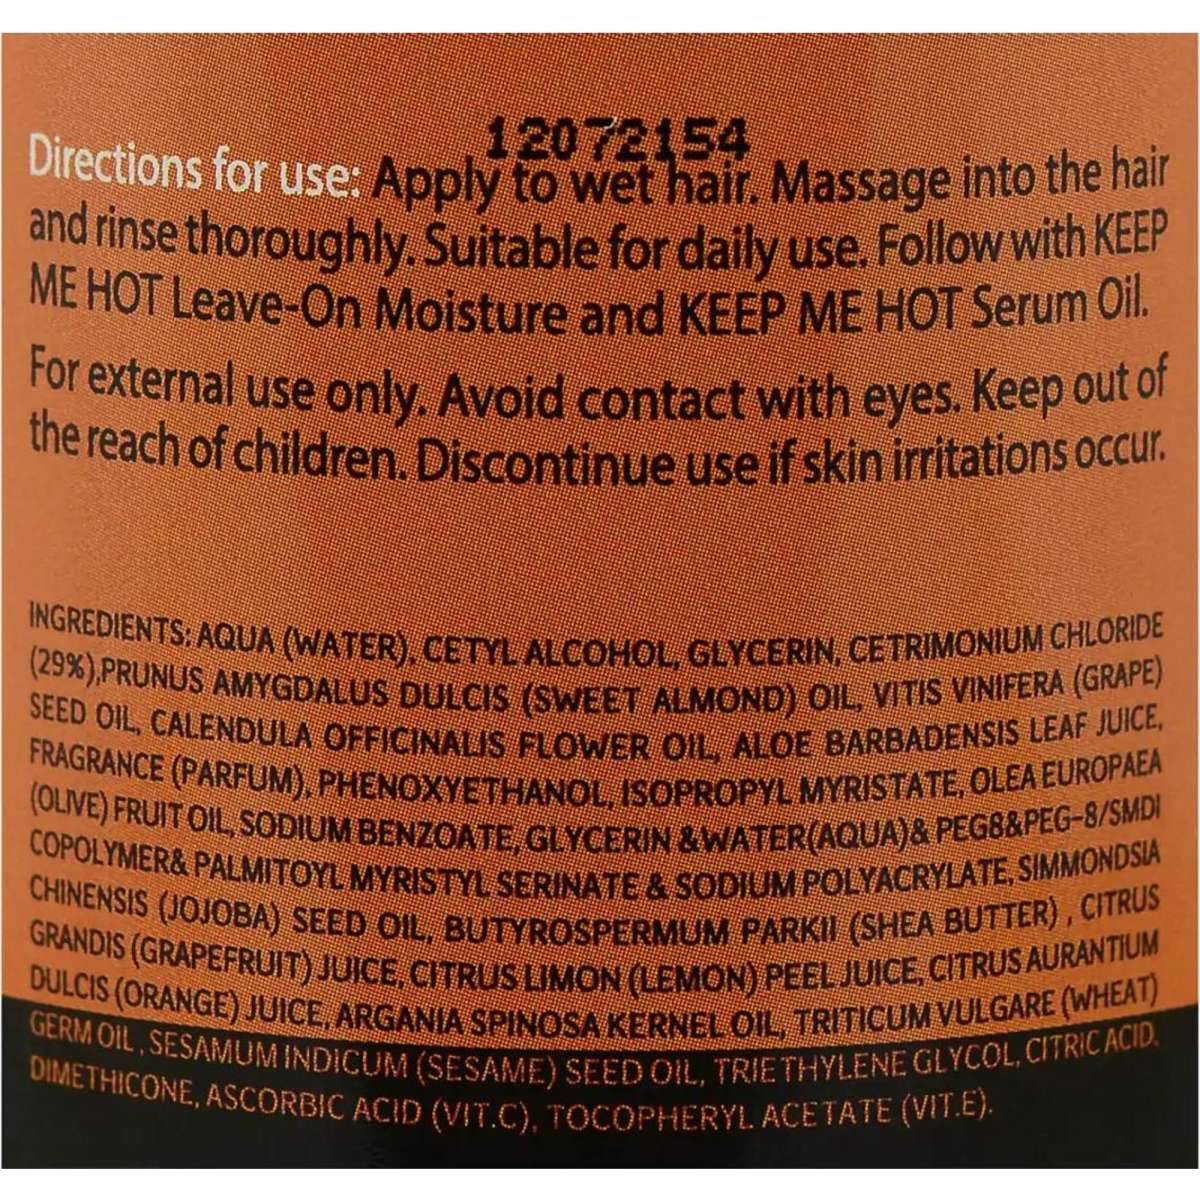 12072154
Directions for use: Apply to wet hair. Massage into the hair
and rinse thoroughly. Suitable for daily use. Follow with KEEP
ME HOT Leave-On Moisture and KEEP ME HOT Serum Oil.
For external use only. Avoid contact with eyes. Keep out of
the reach of children. Discontinue use if skin irritations occur.
INGREDIENTS: AQUA (WATER), CETYL ALCOHOL, GLYCERIN, CETRIMONIUM CHLORIDE
(29%),PRUNUS AMYGDALUS DULCIS (SWEET ALMOND) OIL, VITIS VINIFERA (GRAPE)
SEED OIL, CALENDULA OFFICINALIS FLOWER OIL, ALOE BARBADENSIS LEAF JUICE,
FRAGRANCE (PARFUM), PHENOXYETHANOL, ISOPROPYL MYRISTATE, OLEA EUROPAEA
(OLIVE) FRUIT OIL, SODIUM BENZOATE, GLYCERIN &WATER(AQUA)& PEG8&PEG-8/SMDI
COPOLYMER& PALMITOYL MYRISTYL SERINATE & SODIUM POLYACRYLATE, SIMMONDSIA
CHINENSIS (JOJOBA) SEED OIL, BUTYROSPERMUM PARKII (SHEA BUTTER) , CITRUS
GRANDIS (GRAPEFRUIT) JUICE, CITRUS LIMON (LEMON) PEEL JUICE, CITRUS AURANTIUM
DULCIS (ORANGE) JUICE, ARGANIA SPINOSA KERNEL OIL, TRITICUM VULGARE (WHEAT)
GERM OIL , SESAMUM INDICUM (SESAME) SEED OIL, TRIETHYLENE GLYCOL, CITRIC ACID,
DIMETHICONE, ASCORBIC ACID (VIT.C), TOCOPHERYL ACETATE (VIT.E).